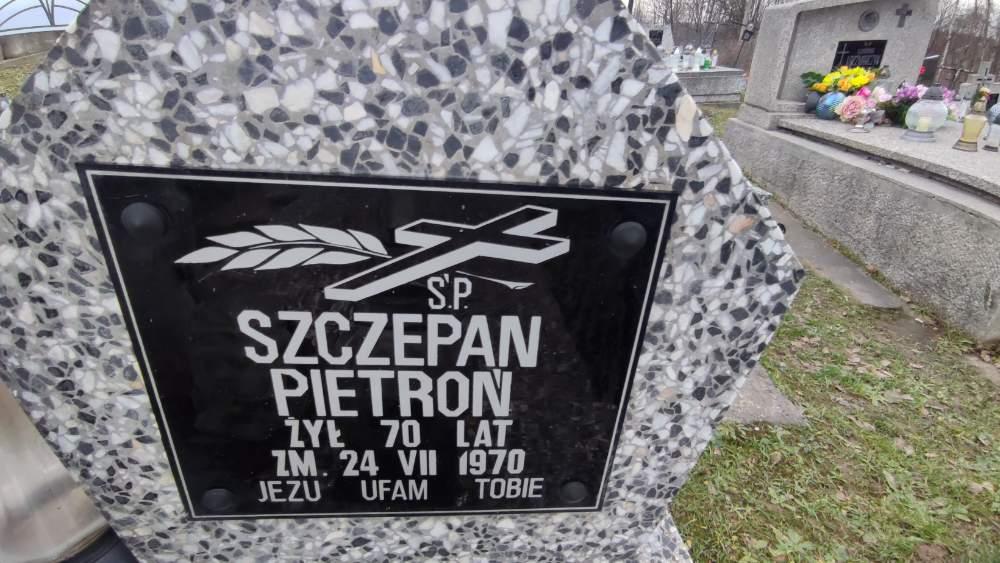 Ś.P.
SZCZEPAN
PIETROŃ
ŻYŁ 70 LAT
ZM. 24 VII 1970
JEZU UFAM TOBIE